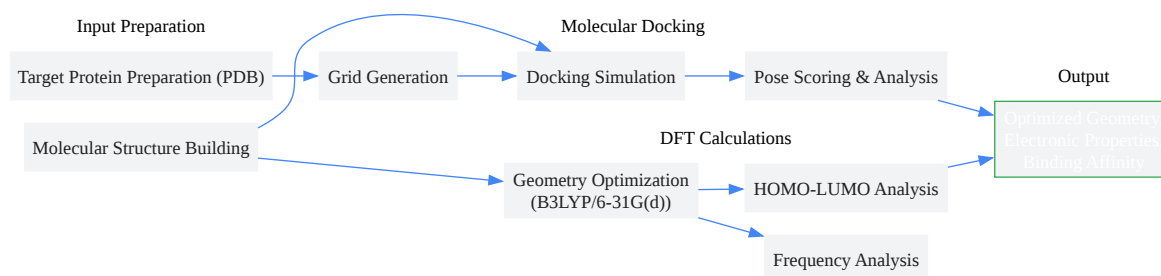 Input Preparation
Molecular Docking
Target Protein Preparation (PDB)
Grid Generation
Docking Simulation
Pose Scoring & Analysis
Output
Optimized Geometry
Electronic Properties
Binding Affinity
Molecular Structure Building
DFT Calculations
Geometry Optimization
(B3LYP/6-31G(d))
HOMO-LUMO Analysis
Frequency Analysis